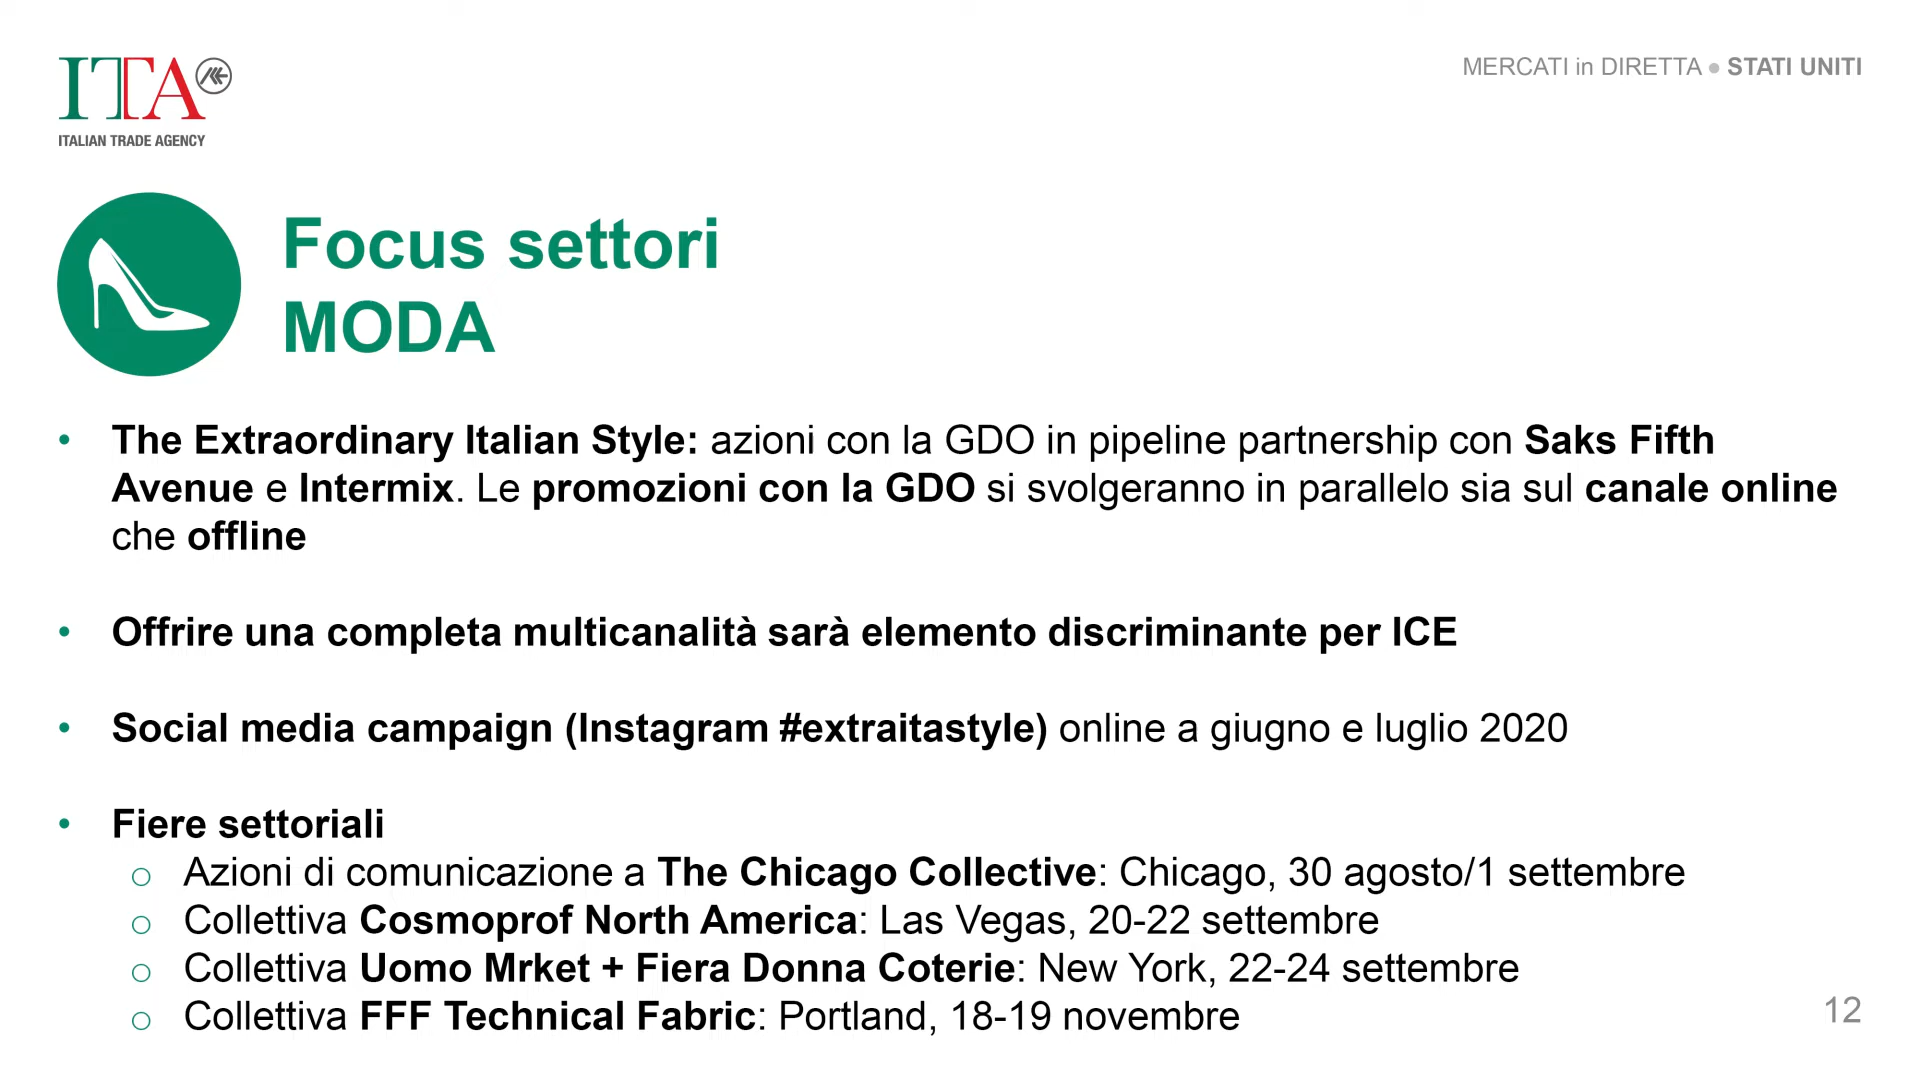 ITA
ITALIAN TRADE AGENCY
MERCATI in DIRETTA ● STATI UNITI
Focus settori
MODA
• The Extraordinary Italian Style: azioni con la GDO in pipeline partnership con Saks Fifth
Avenue e Intermix. Le promozioni con la GDO si svolgeranno in parallelo sia sul canale online
che offline
• Offrire una completa multicanalità sarà elemento discriminante per ICE
• Social media campaign (Instagram #extraitastyle) online a giugno e luglio 2020
• Fiere settoriali
o Azioni di comunicazione a The Chicago Collective: Chicago, 30 agosto/1 settembre
o Collettiva Cosmoprof North America: Las Vegas, 20-22 settembre
o Collettiva Uomo Mrket + Fiera Donna Coterie: New York, 22-24 settembre
o Collettiva FFF Technical Fabric: Portland, 18-19 novembre
12